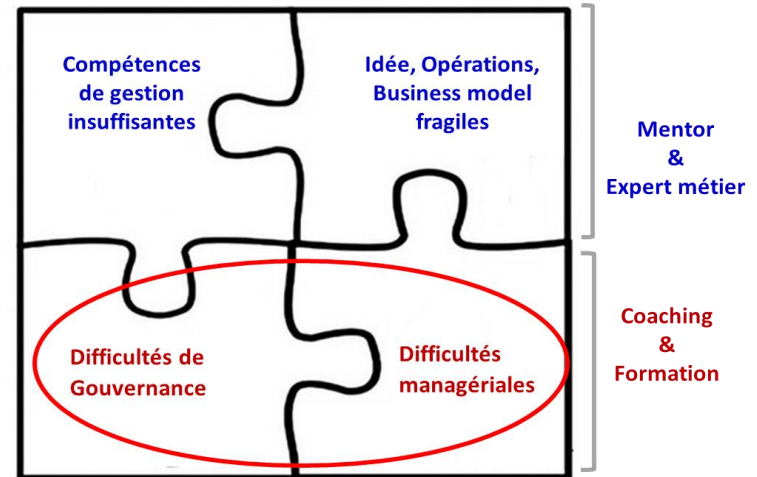 Compétences
de gestion
insuffisantes
Idée, Opérations,
Business model
fragiles
Mentor
&
Expert métier
Difficultés de
Gouvernance
Difficultés
managériales
Coaching
&
Formation